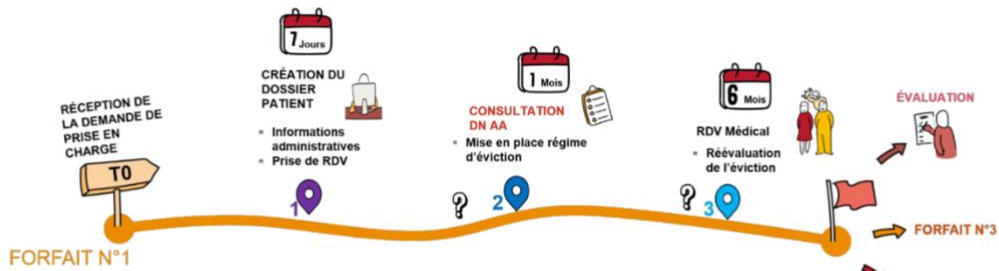 7 Jours
CRÉATION DU
DOSSIER
PATIENT
▪ Informations
administratives
▪ Prise de RDV
1 Mois
CONSULTATION
DN AA
▪ Mise en place régime
d'éviction
6 Mois
RDV Médical
▪ Réévaluation
de l'éviction
ÉVALUATION
RÉCEPTION DE
LA DEMANDE DE
PRISE EN
CHARGE
T0
1
? 2
? 3
FORFAIT N°1
FORFAIT N°3